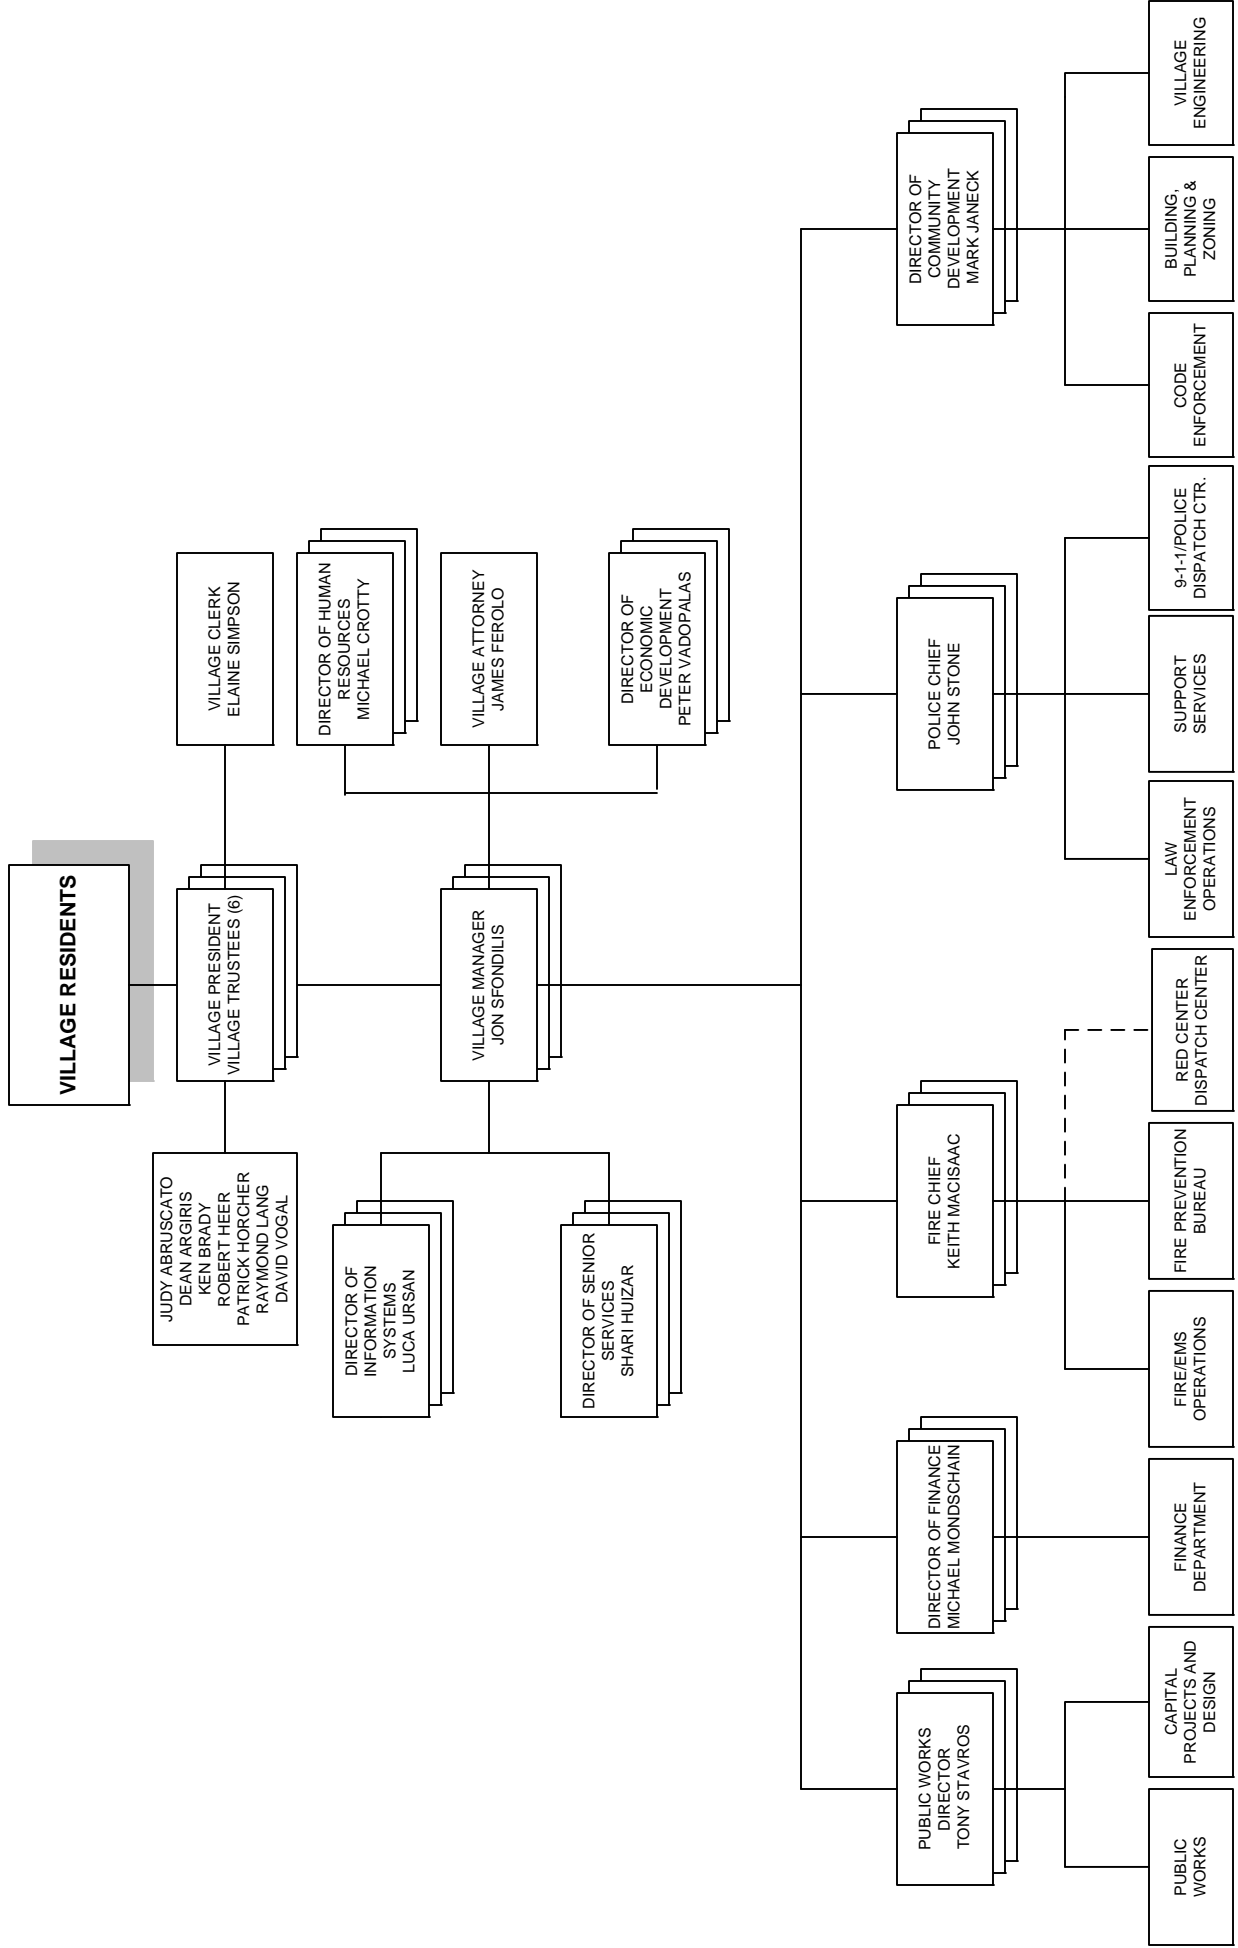 VILLAGE RESIDENTS
VILLAGE PRESIDENT
VILLAGE TRUSTEES (6)
JUDY ABRUSCATO
DEAN ARGIRIS
KEN BRADY
ROBERT HEER
PATRICK HORCHER
RAYMOND LANG
DAVID VOGAL
VILLAGE CLERK
ELAINE SIMPSON
DIRECTOR OF
INFORMATION
SYSTEMS
LUCA URSAN
DIRECTOR OF HUMAN
RESOURCES
MICHAEL CROTTY
VILLAGE MANAGER
JON SFONDILIS
VILLAGE ATTORNEY
JAMES FEROLO
DIRECTOR OF SENIOR
SERVICES
SHARI HUIZAR
DIRECTOR OF
ECONOMIC
DEVELOPMENT
PETER VADOPALAS
PUBLIC WORKS
DIRECTOR
TONY STAVROS
DIRECTOR OF FINANCE
MICHAEL MONDSCHAIN
FIRE CHIEF
KEITH MACISAAC
POLICE CHIEF
JOHN STONE
DIRECTOR OF
COMMUNITY
DEVELOPMENT
MARK JANECK
PUBLIC
WORKS
CAPITAL
PROJECTS AND
DESIGN
FINANCE
DEPARTMENT
FIRE/EMS
OPERATIONS
FIRE PREVENTION
BUREAU
RED CENTER
DISPATCH CENTER
LAW
ENFORCEMENT
OPERATIONS
SUPPORT
SERVICES
9-1-1/POLICE
DISPATCH CTR.
CODE
ENFORCEMENT
BUILDING,
PLANNING &
ZONING
VILLAGE
ENGINEERING